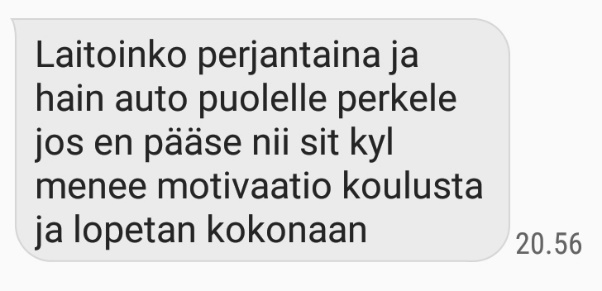 Laitoinko perjantaina ja
hain auto puolelle perkele
jos en pääse nii sit kyl
menee motivaatio koulusta
ja lopetan kokonaan
20.56